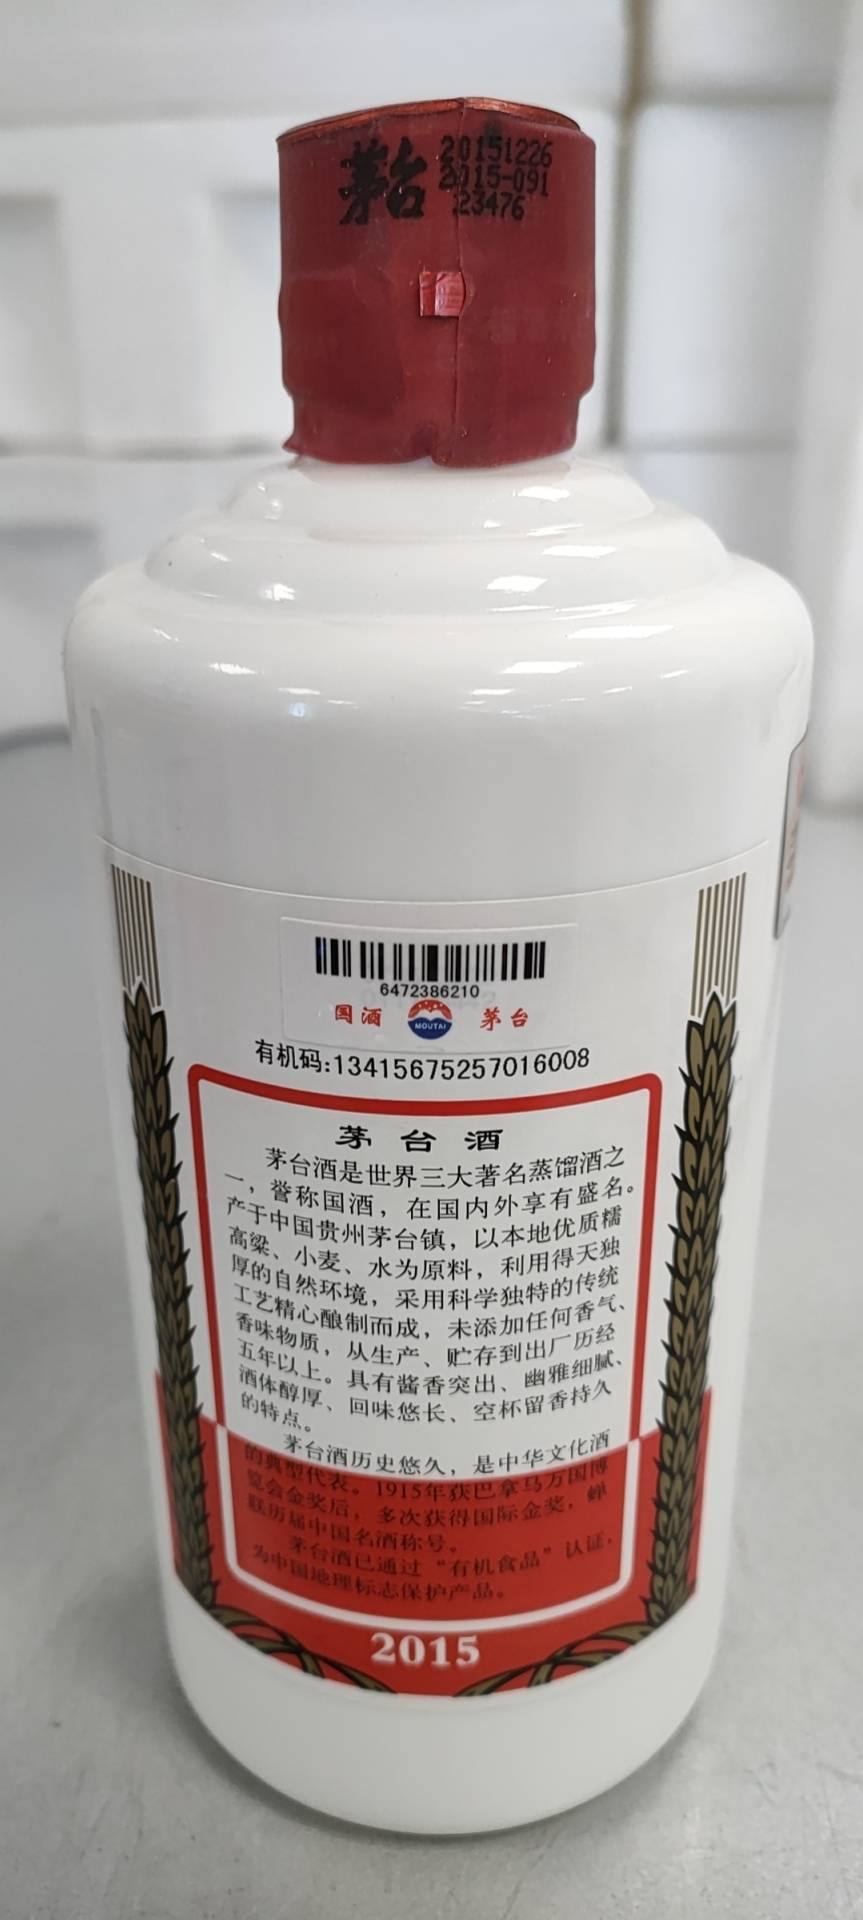 茅台
20151226
2015-091
23476
6472386210
国酒 MOUTAI 茅台
有机码:13415675257016008
茅台酒
茅台酒是世界三大著名蒸馏酒之
一，誉称国酒，在国内外享有盛名。
产于中国贵州茅台镇，以本地优质糯
高粱、小麦、水为原料，利用得天独
厚的自然环境，采用科学独特的传统
工艺精心酿制而成，未添加任何香气、
香味物质，从生产、贮存到出厂历经
五年以上。具有酱香突出、幽雅细腻、
酒体醇厚、回味悠长、空杯留香持久
的特点。
茅台酒历史悠久，是中华文化酒
的典型代表。1915年获巴拿马万国博
览会金奖后，多次获得国际金奖，蝉
联历届中国名酒称号。
茅台酒已通过“有机食品”认证，
为中国地理标志保护产品。
2015